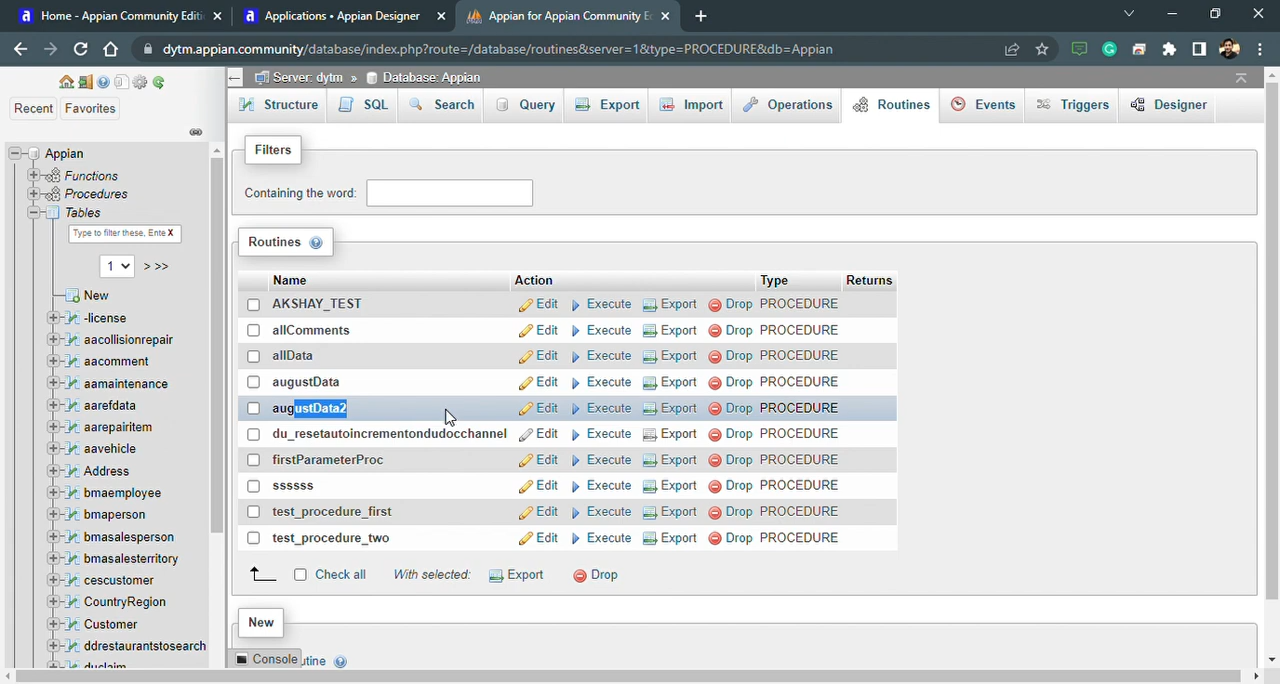 Home - Appian Community Editi
Applications • Appian Designer
Appian for Appian Community E
dytm.appian.community/database/index.php?route=/database/routines&server=1&type=PROCEDURE&db=Appian
Server: dytm » Database: Appian
Recent Favorites
Structure SQL Search Query Export Import Operations Routines Events Triggers Designer
Appian
Functions
Procedures
Tables
Type to filter these, Ente X
1 > >>
New
-license
aacollisionrepair
aacomment
aamaintenance
aarefdata
aarepairitem
aavehicle
Address
bmaemployee
bmaperson
bmasalesperson
bmasalesterritory
cescustomer
CountryRegion
Customer
ddrestaurantstosearch
duclaim
Filters
Containing the word:
Routines
Name Action Type Returns
AKSHAY_TEST Edit Execute Export Drop PROCEDURE
allComments Edit Execute Export Drop PROCEDURE
allData Edit Execute Export Drop PROCEDURE
augustData Edit Execute Export Drop PROCEDURE
augustData2 Edit Execute Export Drop PROCEDURE
du_resetautoincrementondudocchannel Edit Execute Export Drop PROCEDURE
firstParameterProc Edit Execute Export Drop PROCEDURE
ssssss Edit Execute Export Drop PROCEDURE
test_procedure_first Edit Execute Export Drop PROCEDURE
test_procedure_two Edit Execute Export Drop PROCEDURE
Check all With selected: Export Drop
New
Console utine